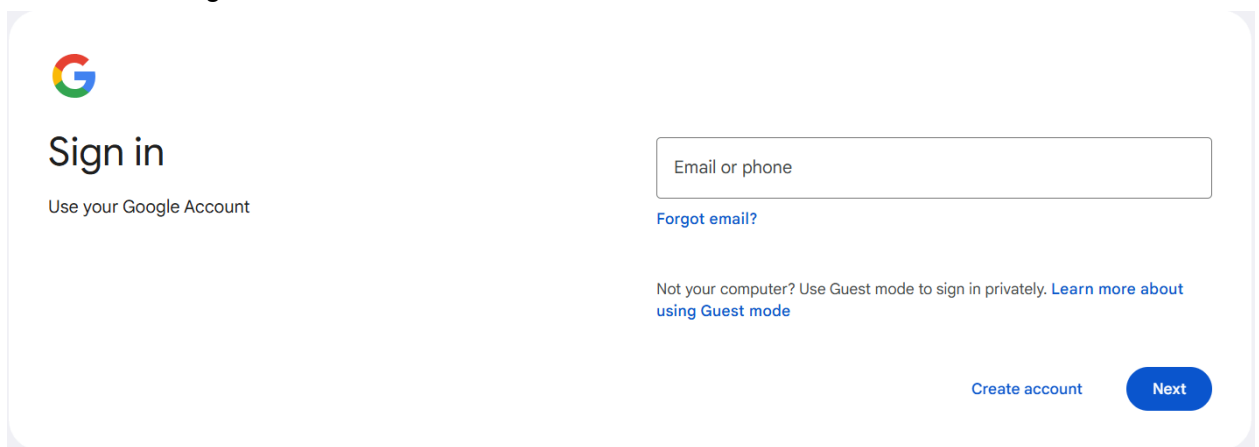 Sign in
Use your Google Account
Email or phone
Forgot email?
Not your computer? Use Guest mode to sign in privately. Learn more about
using Guest mode
Create account
Next